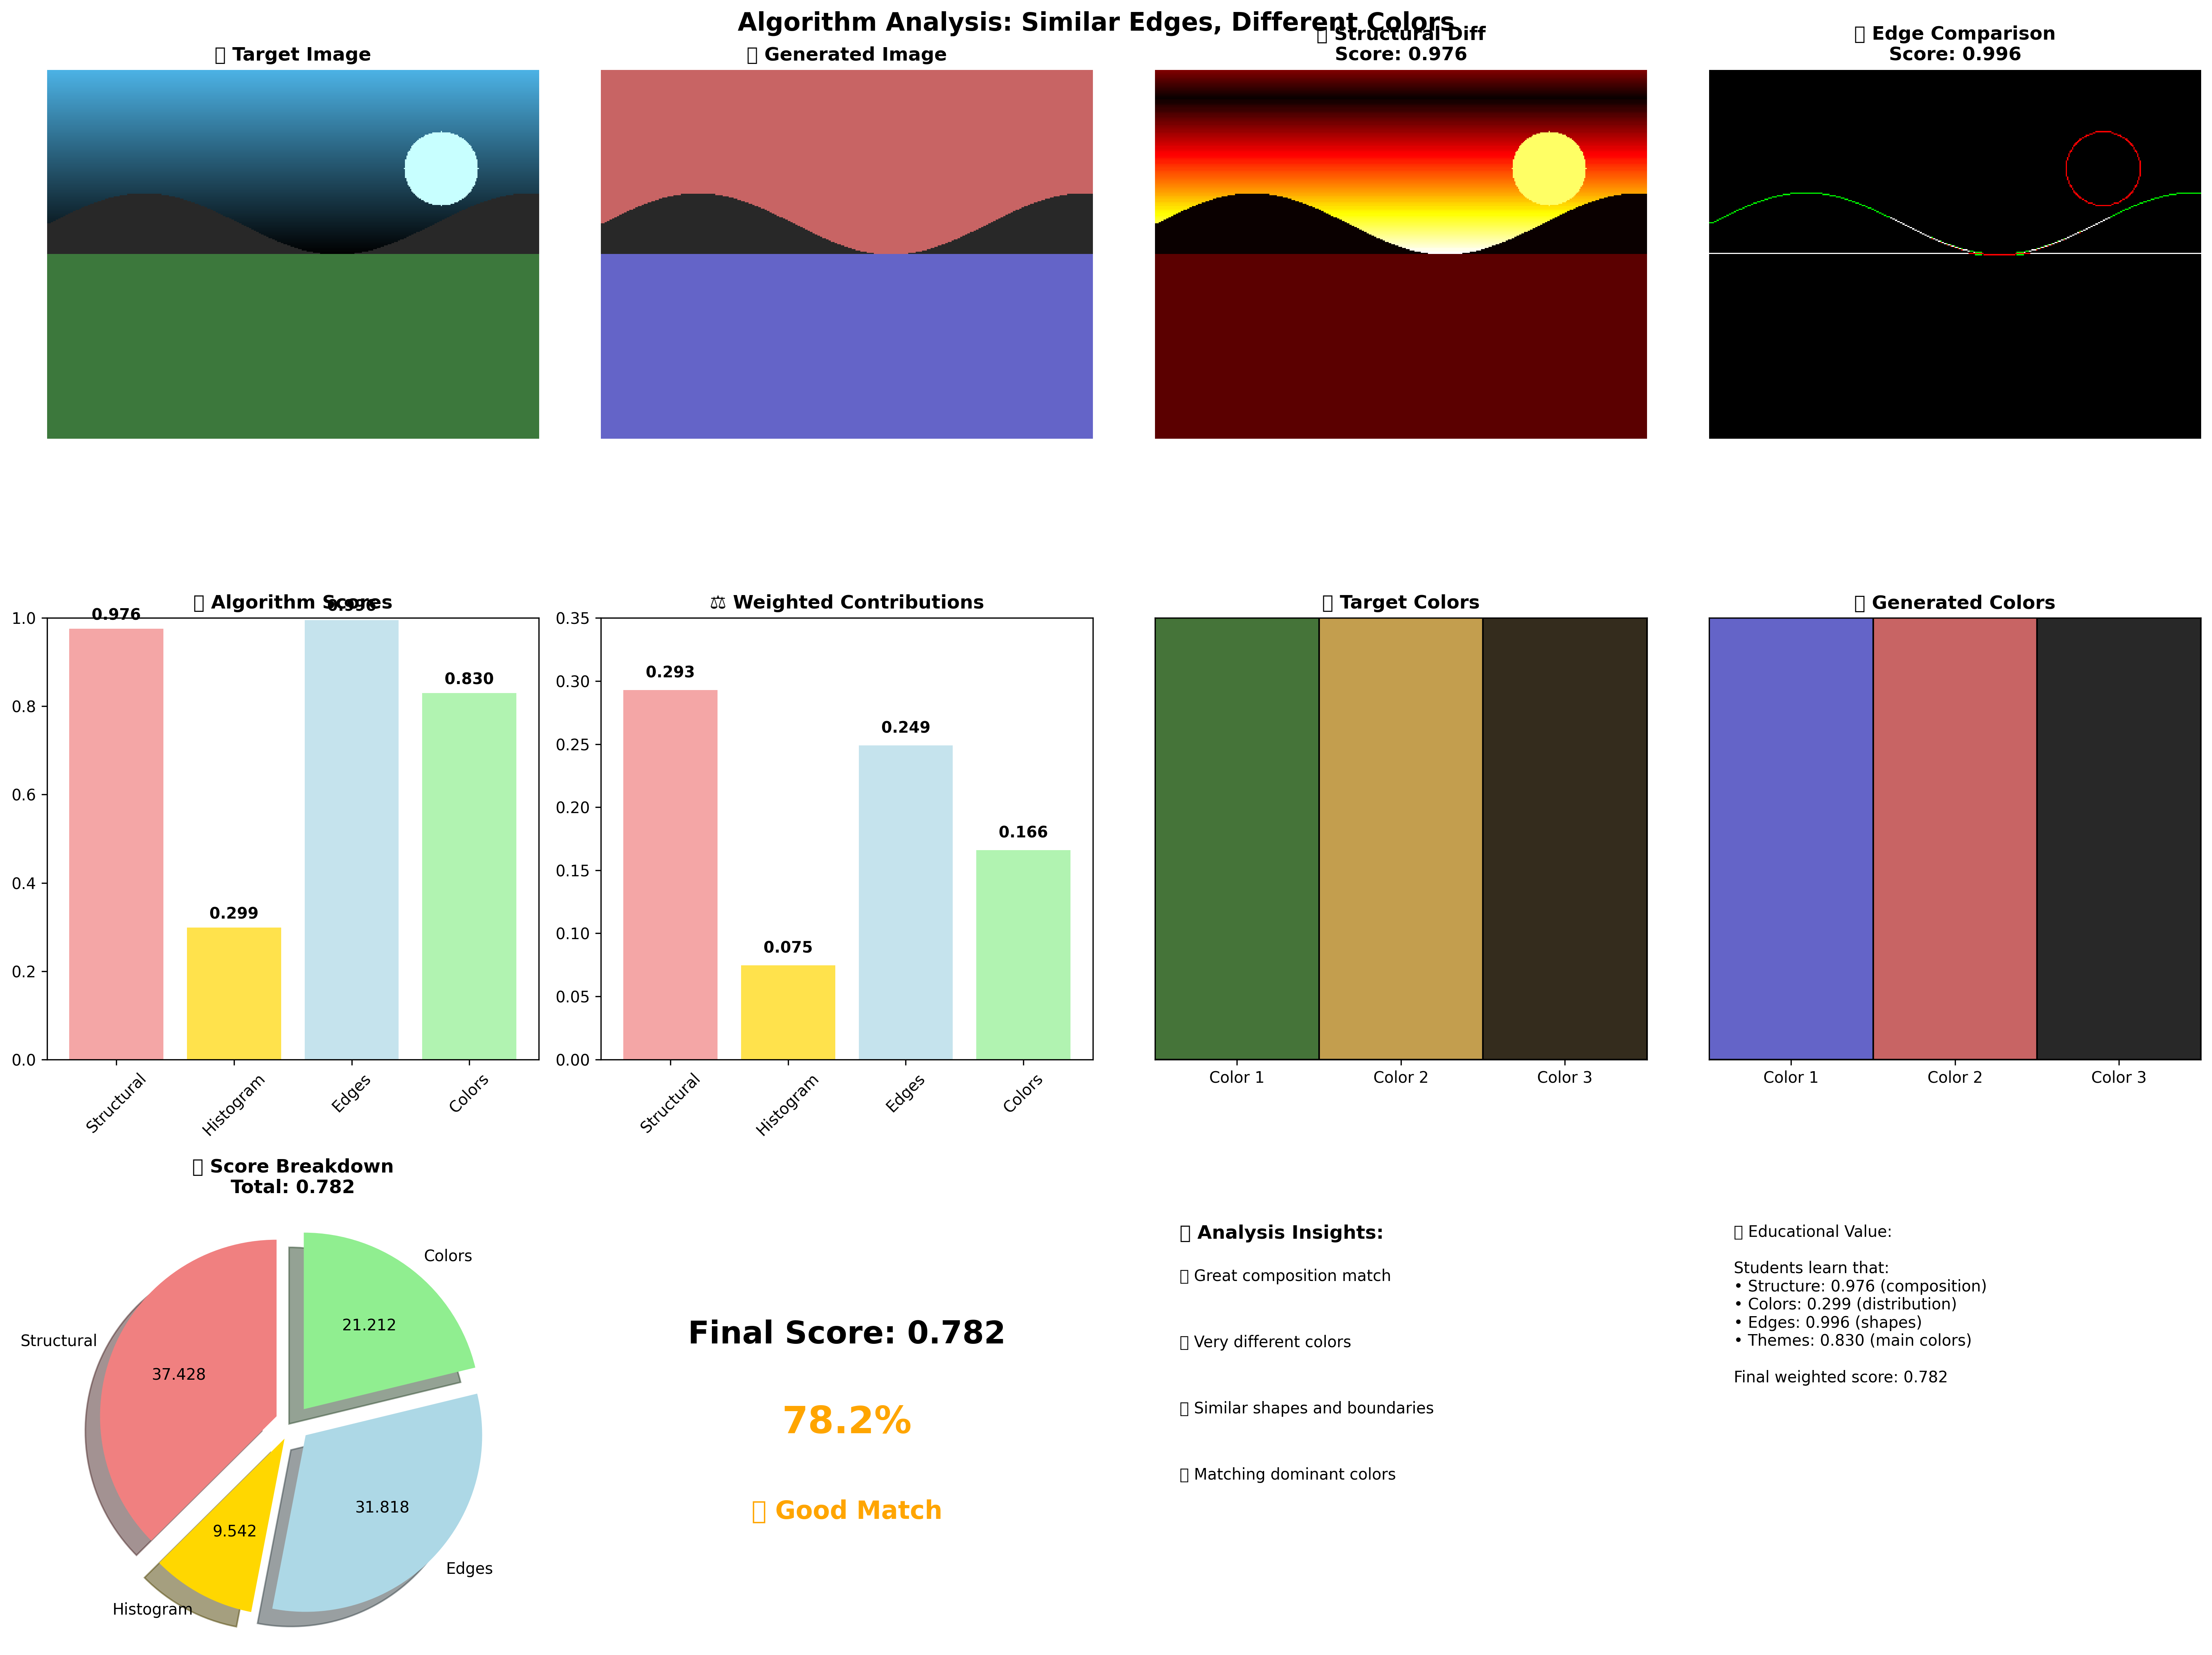 Algorithm Analysis: Similar Edges, Different Colors
Target Image
Generated Image
Structural Diff
Score: 0.976
Edge Comparison
Score: 0.996
Algorithm Scores
0.976
0.299
0.996
0.830
1.0
0.8
0.6
0.4
0.2
0.0
Structural
Histogram
Edges
Colors
⚖ Weighted Contributions
0.35
0.30
0.25
0.20
0.15
0.10
0.05
0.00
0.293
0.075
0.249
0.166
Structural
Histogram
Edges
Colors
Target Colors
Color 1
Color 2
Color 3
Generated Colors
Color 1
Color 2
Color 3
Score Breakdown
Total: 0.782
Colors
21.212
Structural
37.428
31.818
9.542
Edges
Histogram
Final Score: 0.782
78.2%
Good Match
Analysis Insights:
Great composition match
Very different colors
Similar shapes and boundaries
Matching dominant colors
Educational Value:
Students learn that:
• Structure: 0.976 (composition)
• Colors: 0.299 (distribution)
• Edges: 0.996 (shapes)
• Themes: 0.830 (main colors)
Final weighted score: 0.782